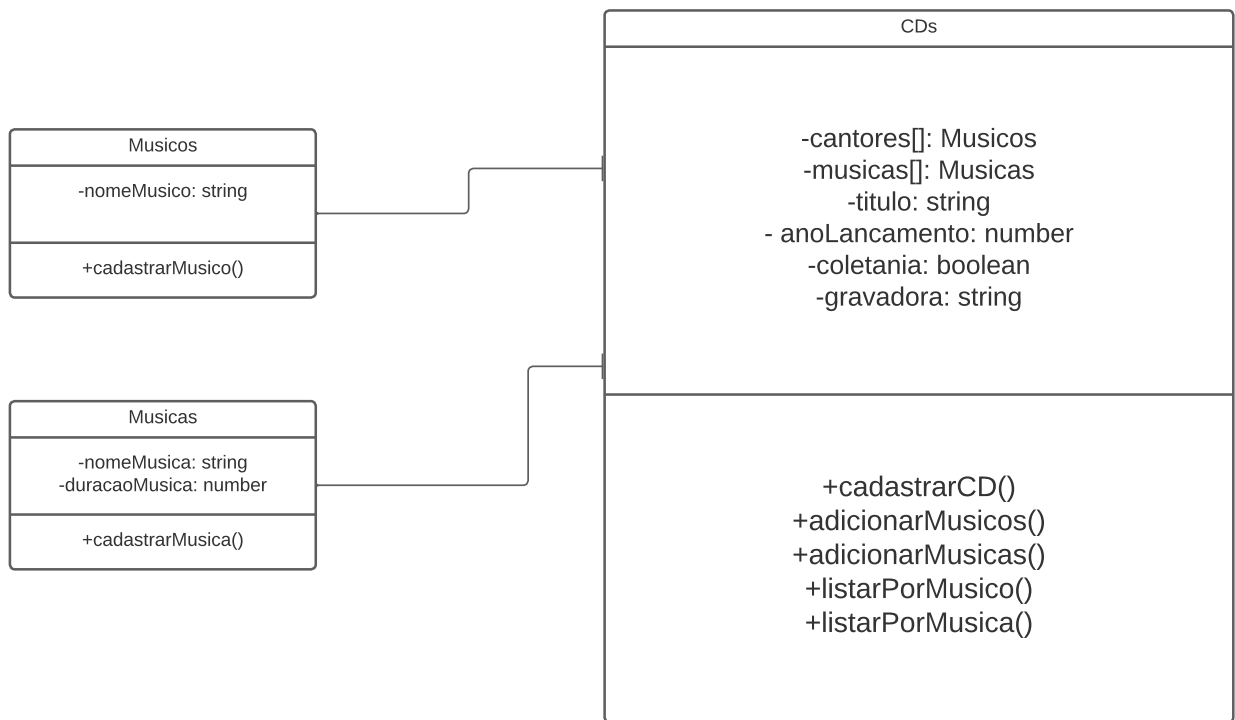 Musicos
-nomeMusico: string
+cadastrarMusico()
Musicas
-nomeMusica: string
-duracaoMusica: number
+cadastrarMusica()
CDs
-cantores[]: Musicos
-musicas[]: Musicas
-titulo: string
- anoLancamento: number
-coletania: boolean
-gravadora: string
+cadastrarCD()
+adicionarMusicos()
+adicionarMusicas()
+listarPorMusico()
+listarPorMusica()